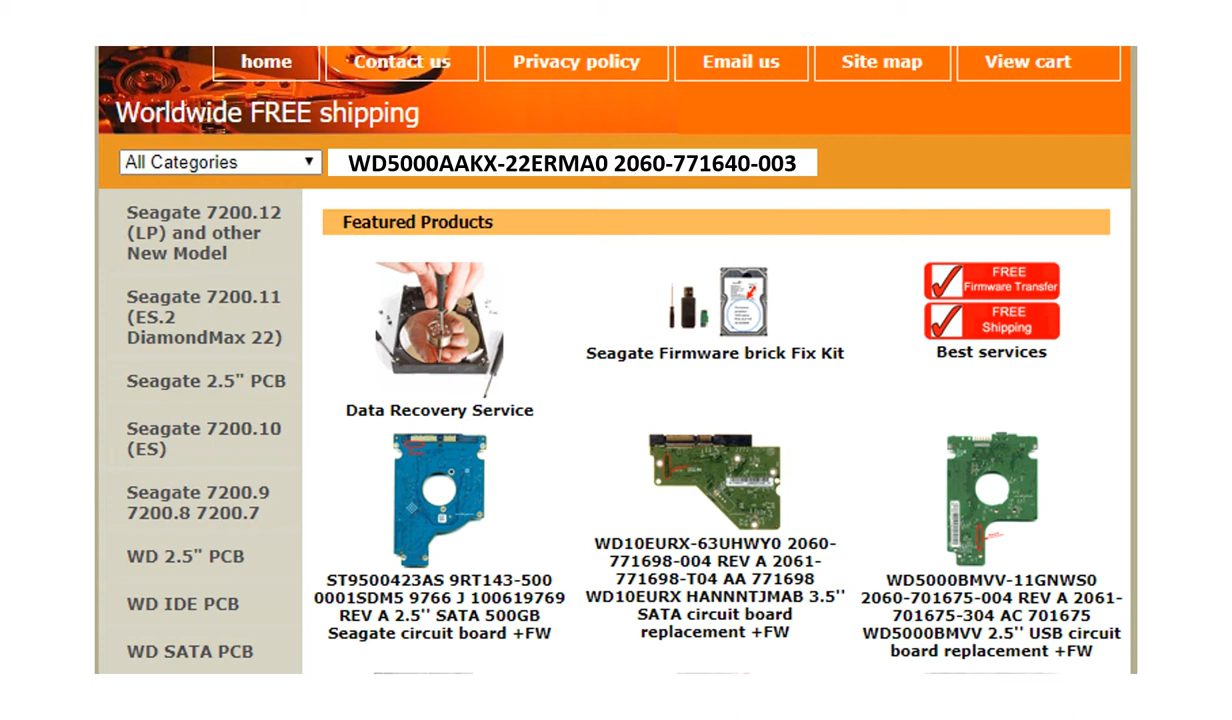 home
Contact us
Privacy policy
Email us
Site map
View cart
Worldwide FREE shipping
All Categories
WD5000AAKX-22ERMA0 2060-771640-003
Seagate 7200.12
(LP) and other
New Model
Seagate 7200.11
(ES.2
DiamondMax 22)
Seagate 2.5" PCB
Seagate 7200.10
(ES)
Seagate 7200.9
7200.8 7200.7
WD 2.5" PCB
WD IDE PCB
WD SATA PCB
Featured Products
Data Recovery Service
Seagate Firmware brick Fix Kit
FREE
Firmware Transfer
FREE
Shipping
Best services
ST9500423AS 9RT143-500
0001SDM5 9766 J 100619769
REV A 2.5'' SATA 500GB
Seagate circuit board +FW
WD10EURX-63UHWY0 2060-
771698-004 REV A 2061-
771698-T04 AA 771698
WD10EURX HANNNTJMAB 3.5''
SATA circuit board
replacement +FW
WD5000BMVV-11GNWS0
2060-701675-004 REV A 2061-
701675-304 AC 701675
WD5000BMVV 2.5'' USB circuit
board replacement +FW